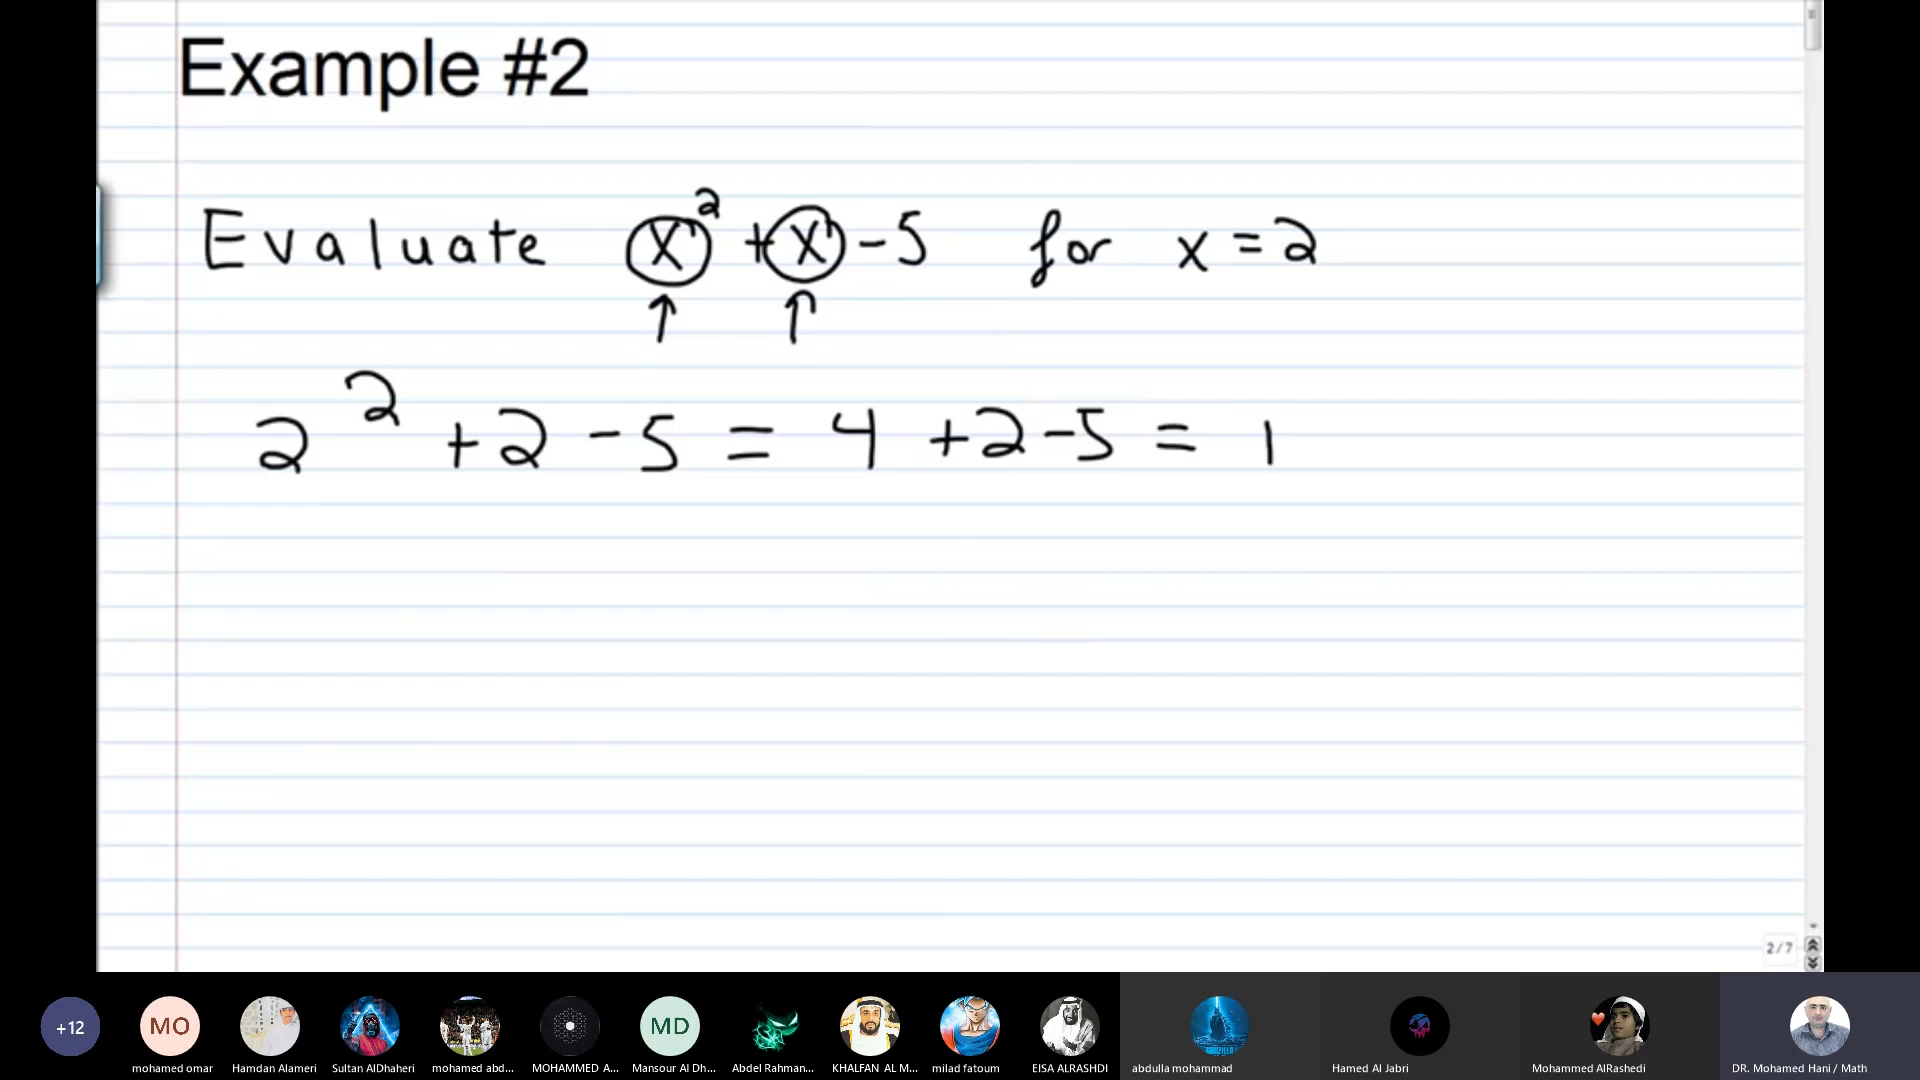 Example #2
Evaluate x² + x - 5 for x = 2
2² + 2 - 5 = 4 + 2 - 5 = 1
2 / 7
+12
MO
MD
mohamed omar
Hamdan Alameri
Sultan AlDhaheri
mohamed abd...
MOHAMMED A...
Mansour Al Dh...
Abdel Rahman...
KHALFAN AL M...
milad fatoum
EISA ALRASHDI
abdulla mohammad
Hamed Al Jabri
Mohammed AlRashedi
DR. Mohamed Hani / Math